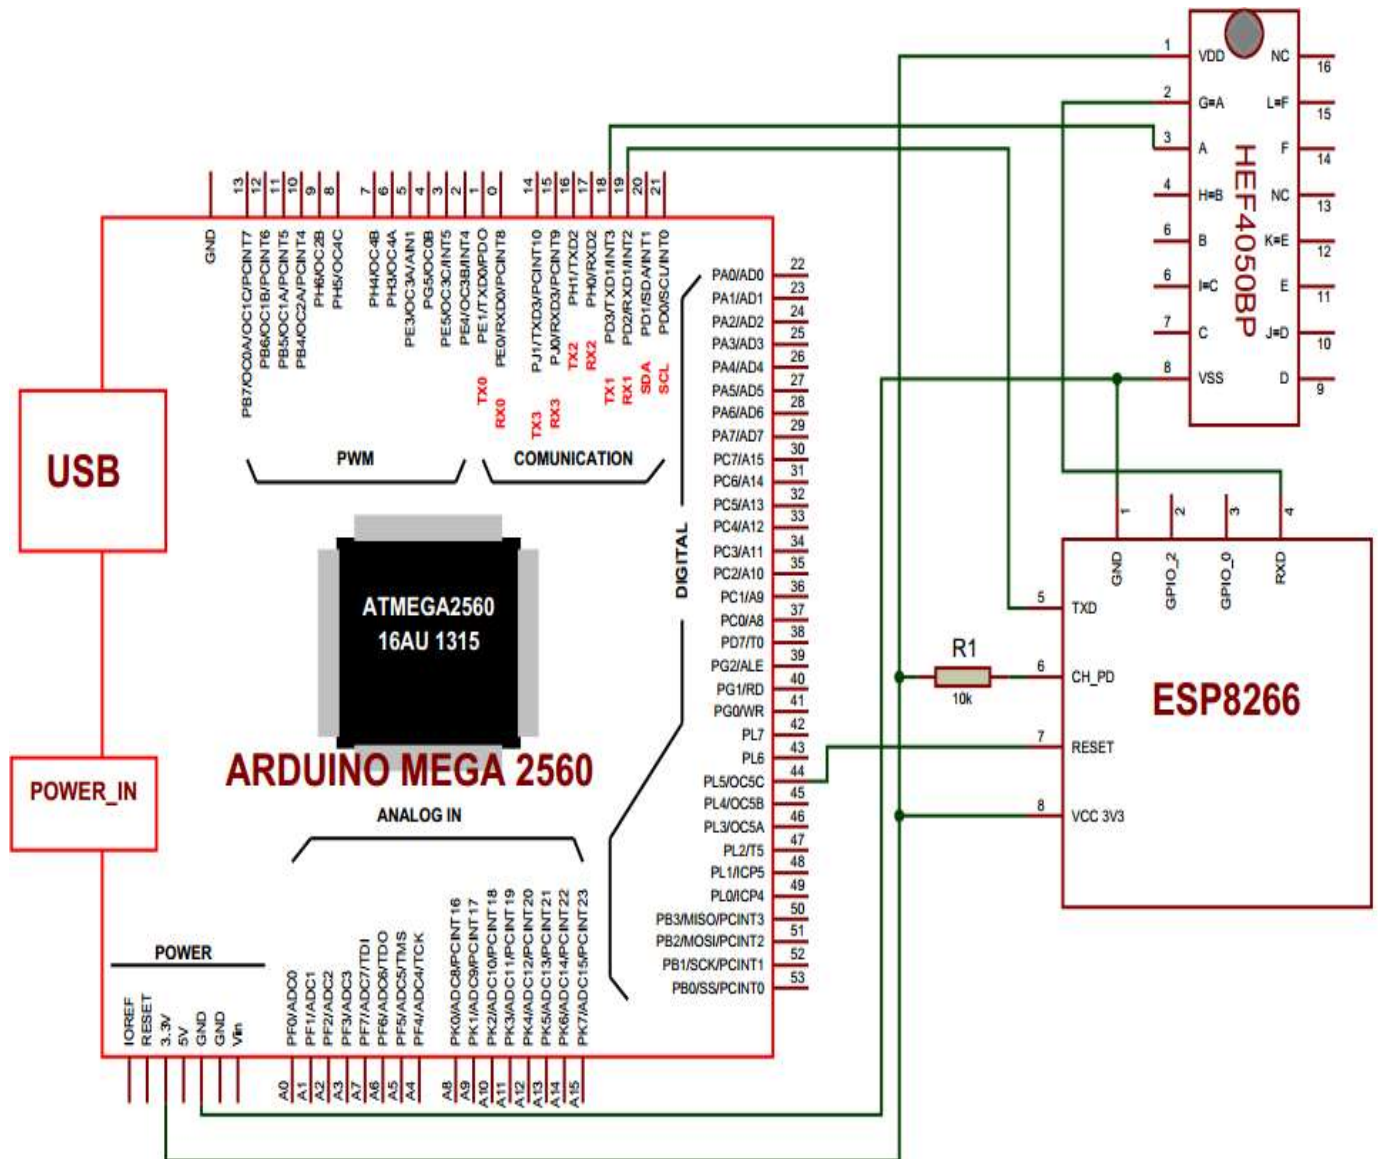 GND
13 PB7/OC0A/OC1C/PCINT7
12 PB6/OC1B/PCINT6
11 PB5/OC1A/PCINT5
10 PB4/OC2A/PCINT4
9 PH6/OC2B
8 PH5/OC4C
7 PH4/OC4B
6 PH3/OC4A
5 PE3/OC3A/AIN1
4 PG5/OC0B
3 PE5/OC3C/INT5
2 PE4/OC3B/INT4
1 PE1/TXD0/PDO TX0
0 PE0/RXD0/PCINT8 RX0
14 PJ1/TXD3/PCINT10 TX3
15 PJ0/RXD3/PCINT9 RX3
16 PH1/TXD2 TX2
17 PH0/RXD2 RX2
18 PD3/TXD1/INT3 TX1
19 PD2/RXD1/INT2 RX1
20 PD1/SDA/INT1 SDA
21 PD0/SCL/INT0 SCL
PWM
COMUNICATION
USB
POWER_IN
ATMEGA2560
16AU 1315
ARDUINO MEGA 2560
ANALOG IN
DIGITAL
PA0/AD0 22
PA1/AD1 23
PA2/AD2 24
PA3/AD3 25
PA4/AD4 26
PA5/AD5 27
PA6/AD6 28
PA7/AD7 29
PC7/A15 30
PC6/A14 31
PC5/A13 32
PC4/A12 33
PC3/A11 34
PC2/A10 35
PC1/A9 36
PC0/A8 37
PD7/T0 38
PG2/ALE 39
PG1/RD 40
PG0/WR 41
PL7 42
PL6 43
PL5/OC5C 44
PL4/OC5B 45
PL3/OC5A 46
PL2/T5 47
PL1/ICP5 48
PL0/ICP4 49
PB3/MISO/PCINT3 50
PB2/MOSI/PCINT2 51
PB1/SCK/PCINT1 52
PB0/SS/PCINT0 53
POWER
IOREF
RESET
3.3V
5V
GND
GND
Vin
PF0/ADC0 A0
PF1/ADC1 A1
PF2/ADC2 A2
PF3/ADC3 A3
PF7/ADC7/TDI A7
PF6/ADC6/TDO A6
PF5/ADC5/TMS A5
PF4/ADC4/TCK A4
PK0/ADC8/PCINT16 A8
PK1/ADC9/PCINT17 A9
PK2/ADC10/PCINT18 A10
PK3/ADC11/PCINT19 A11
PK4/ADC12/PCINT20 A12
PK5/ADC13/PCINT21 A13
PK6/ADC14/PCINT22 A14
PK7/ADC15/PCINT23 A15
1 VDD NC 16
2 G=A L=F 15
3 A F 14
4 H=B NC 13
6 B K=E 12
6 I=C E 11
7 C J=D 10
8 VSS D 9
HEF4050BP
1 GND
2 GPIO_2
3 GPIO_0
4 RXD
5 TXD
6 CH_PD
7 RESET
8 VCC 3V3
ESP8266
R1
10k